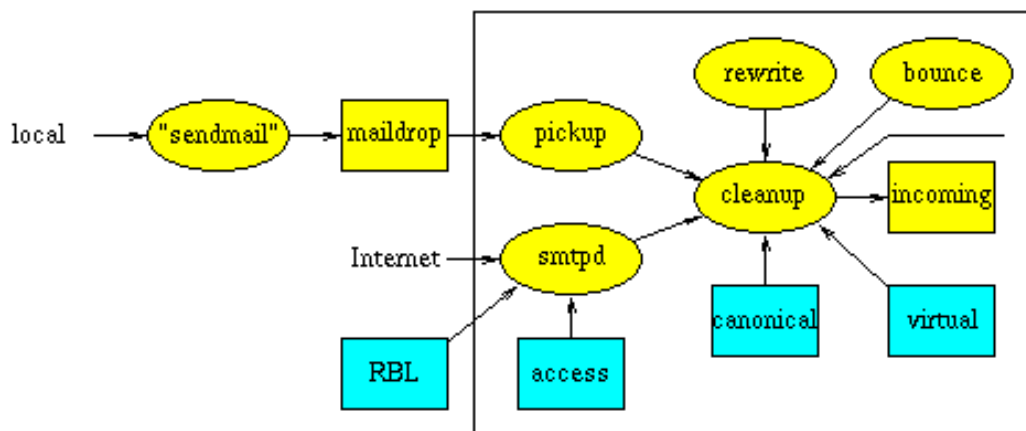 rewrite
bounce
local
"sendmail"
maildrop
pickup
cleanup
incoming
Internet
smtpd
canonical
virtual
RBL
access